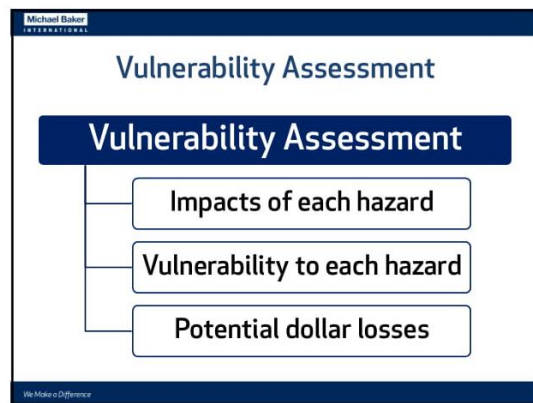 Michael Baker
INTERNATIONAL
Vulnerability Assessment
Vulnerability Assessment
Impacts of each hazard
Vulnerability to each hazard
Potential dollar losses
We Make a Difference